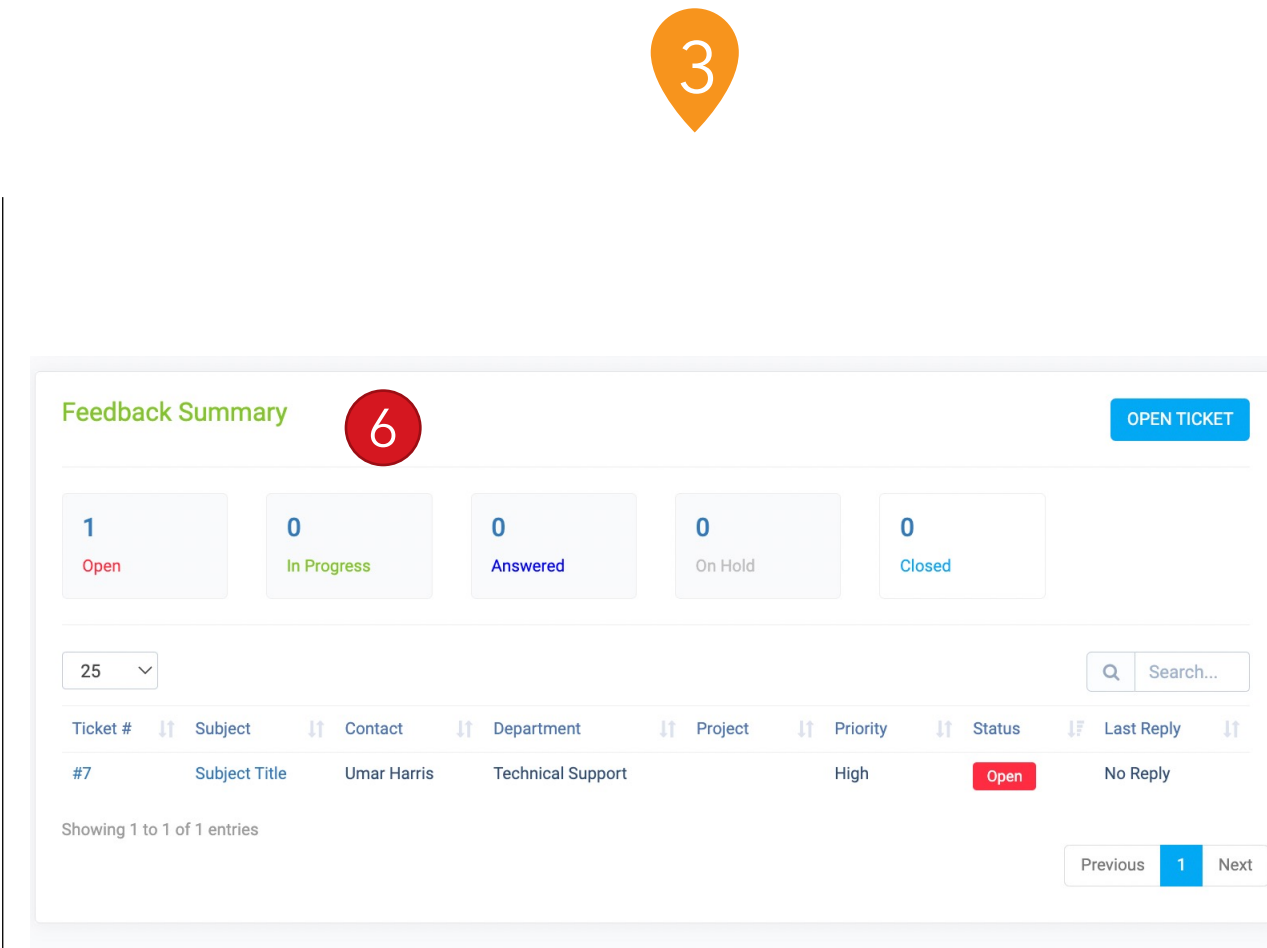 3
Feedback Summary
6
OPEN TICKET
1
Open
0
In Progress
0
Answered
0
On Hold
0
Closed
25
Search...
Ticket # Subject Contact Department Project Priority Status Last Reply
#7 Subject Title Umar Harris Technical Support High Open No Reply
Showing 1 to 1 of 1 entries
Previous 1 Next